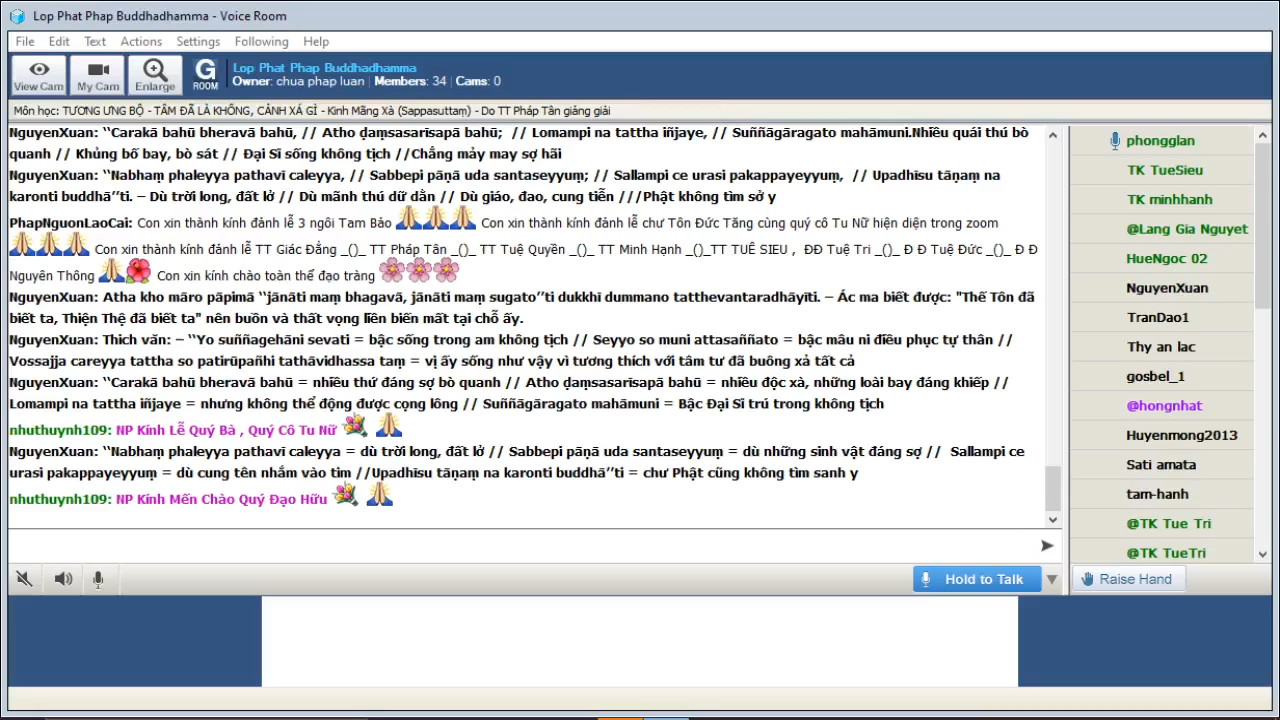 Lop Phat Phap Buddhadhamma - Voice Room
File Edit Text Actions Settings Following Help
View Cam My Cam Enlarge G ROOM
Lop Phat Phap Buddhadhamma
Owner: chua phap luan | Members: 34 | Cams: 0
Môn học: TƯƠNG ƯNG BỘ - TÂM ĐÃ LÀ KHÔNG, CẢNH XÁ GÌ - Kinh Mãng Xà (Sappasuttaṃ) - Do TT Pháp Tân giảng giải
NguyenXuan: “Carakā bahū bheravā bahū, // Atho ḍaṃsasarīsapā bahū; // Lomampi na tattha iñjaye, // Suññāgāragato mahāmuni.Nhiều quái thú bò
quanh // Khủng bố bay, bò sát // Đại Sĩ sống không tịch //Chẳng mảy may sợ hãi
NguyenXuan: “Nabhaṃ phaleyya pathavī caleyya, // Sabbepi pāṇā uda santaseyyuṃ; // Sallampi ce urasi pakappayeyyuṃ, // Upadhīsu tāṇaṃ na
karonti buddhā”ti. – Dù trời long, đất lở // Dù mãnh thú dữ dằn // Dù giáo, đao, cung tiễn ///Phật không tìm sở y
PhapNguonLaoCai: Con xin thành kính đảnh lễ 3 ngôi Tam Bảo Con xin thành kính đảnh lễ chư Tôn Đức Tăng cùng quý cô Tu Nữ hiện diện trong zoom
Con xin thành kính đảnh lễ TT Giác Đẳng _()_ TT Pháp Tân _()_ TT Tuệ Quyền _()_ TT Minh Hạnh _()_TT TUÊ SIEU , ĐĐ Tuệ Tri _()_ Đ Đ Tuệ Đức _()_ Đ Đ
Nguyên Thông Con xin kính chào toàn thể đạo tràng
NguyenXuan: Atha kho māro pāpimā “jānāti maṃ bhagavā, jānāti maṃ sugato”ti dukkhī dummano tatthevantaradhāyīti. – Ác ma biết được: "Thế Tôn đã
biết ta, Thiện Thệ đã biết ta" nên buồn và thất vọng liền biến mất tại chỗ ấy.
NguyenXuan: Thich văn: – “Yo suññagehāni sevati = bậc sống trong am không tịch // Seyyo so muni attasaññato = bậc mâu ni điều phục tự thân //
Vossajja careyya tattha so patirūpañhi tathāvidhassa taṃ = vị ấy sống như vậy vì tương thích với tâm tư đã buông xả tất cả
NguyenXuan: “Carakā bahū bheravā bahū = nhiều thứ đáng sợ bò quanh // Atho ḍaṃsasarīsapā bahū = nhiều độc xà, những loài bay đáng khiếp //
Lomampi na tattha iñjaye = nhưng không thể động được cọng lông // Suññāgāragato mahāmuni = Bậc Đại Sĩ trú trong không tịch
nhuthuynh109: NP Kính Lễ Quý Bà , Quý Cô Tu Nữ
NguyenXuan: “Nabhaṃ phaleyya pathavī caleyya = dù trời long, đất lở // Sabbepi pāṇā uda santaseyyuṃ = dù những sinh vật đáng sợ // Sallampi ce
urasi pakappayeyyuṃ = dù cung tên nhắm vào tim //Upadhīsu tāṇaṃ na karonti buddhā”ti = chư Phật cũng không tìm sanh y
nhuthuynh109: NP Kính Mến Chào Quý Đạo Hữu
Hold to Talk
phongglan
TK TueSieu
TK minhhanh
@Lang Gia Nguyet
HueNgoc 02
NguyenXuan
TranDao1
Thy an lac
gosbel_1
@hongnhat
Huyenmong2013
Sati amata
tam-hanh
@TK Tue Tri
@TK TueTri
Raise Hand